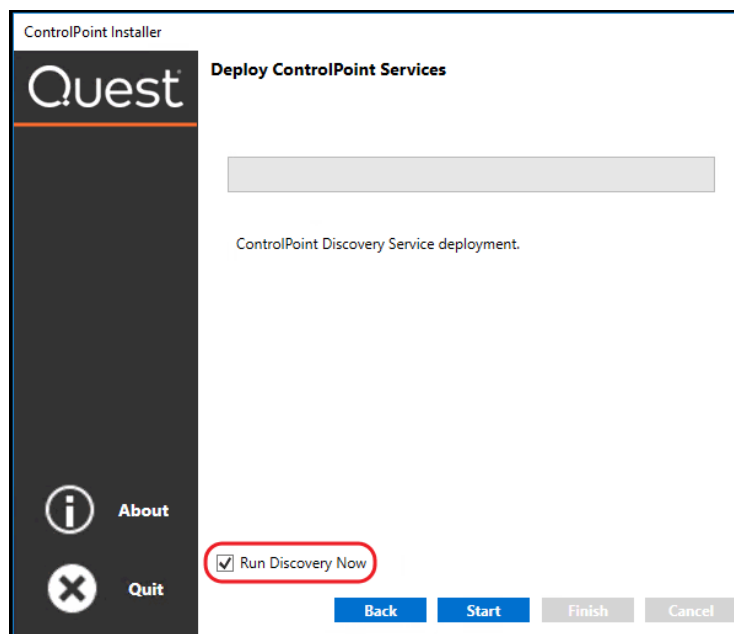 ControlPoint Installer
Quest
Deploy ControlPoint Services
ControlPoint Discovery Service deployment.
About
Run Discovery Now
Quit
Back Start Finish Cancel